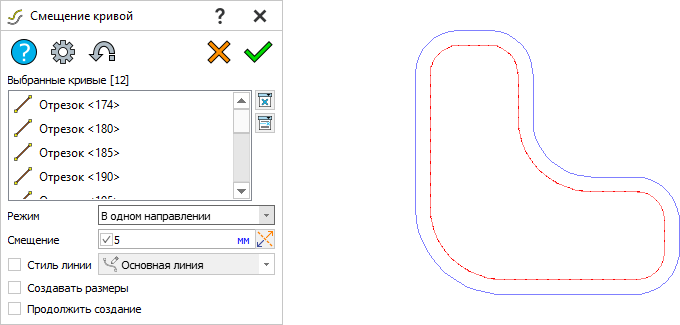 Смещение кривой ? ×
?
Выбранные кривые [12]
Отрезок <174>
Отрезок <180>
Отрезок <185>
Отрезок <190>
Режим В одном направлении
Смещение 5 мм
Стиль линии Основная линия
Создавать размеры
Продолжить создание